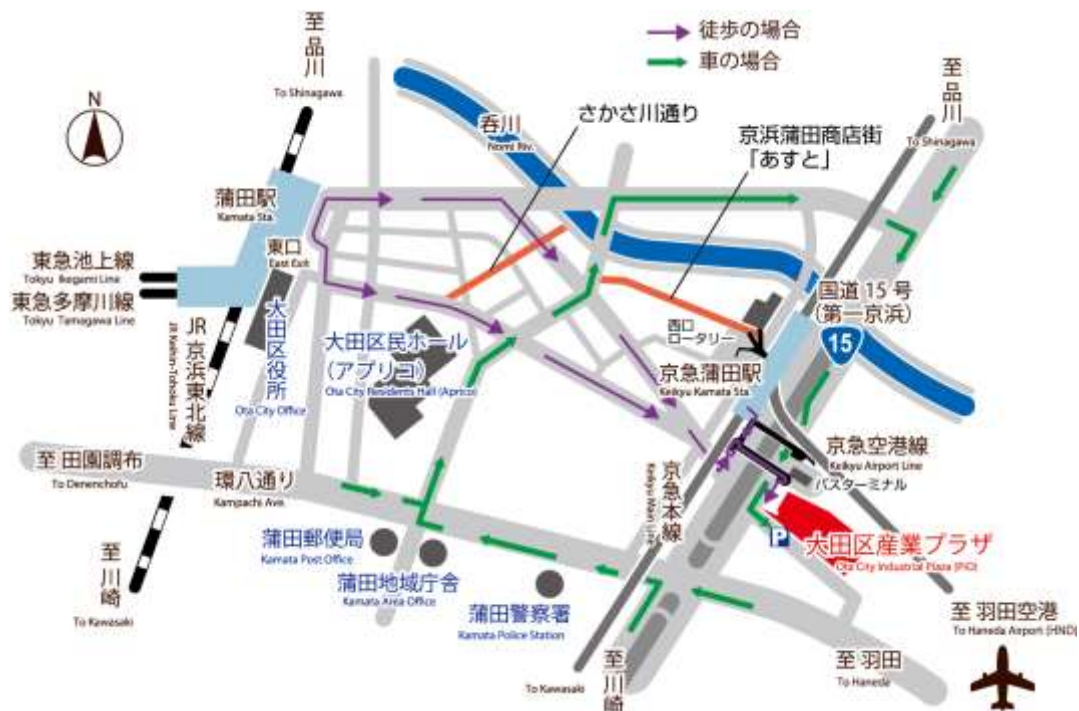 徒歩の場合
車の場合
N
至 品川
To Shinagawa
さかさ川通り
呑川
Nomi Riv.
京浜蒲田商店街
「あすと」
至 品川
To Shinagawa
蒲田駅
Kamata Sta.
東口
East Exit
東急池上線
Tokyu Ikegami Line
東急多摩川線
Tokyu Tamagawa Line
JR 京浜東北線
JR Keihin-Tohoku Line
大田区役所
Ota City Office
大田区民ホール
(アプリコ)
Ota City Residents Hall (Aprico)
西口
ロータリー
国道 15 号
(第一京浜)
15
京急蒲田駅
Keikyu Kamata Sta.
京急空港線
Keikyu Airport Line
バスターミナル
京急本線
Keikyu Main Line
至 田園調布
To Denenchofu
環八通り
Kampachi Ave.
P
大田区産業プラザ
Ota City Industrial Plaza (PiO)
蒲田郵便局
Kamata Post Office
蒲田地域庁舎
Kamata Area Office
蒲田警察署
Kamata Police Station
至 川崎
To Kawasaki
至 川崎
To Kawasaki
至 羽田
To Haneda
至 羽田空港
To Haneda Airport (HND)